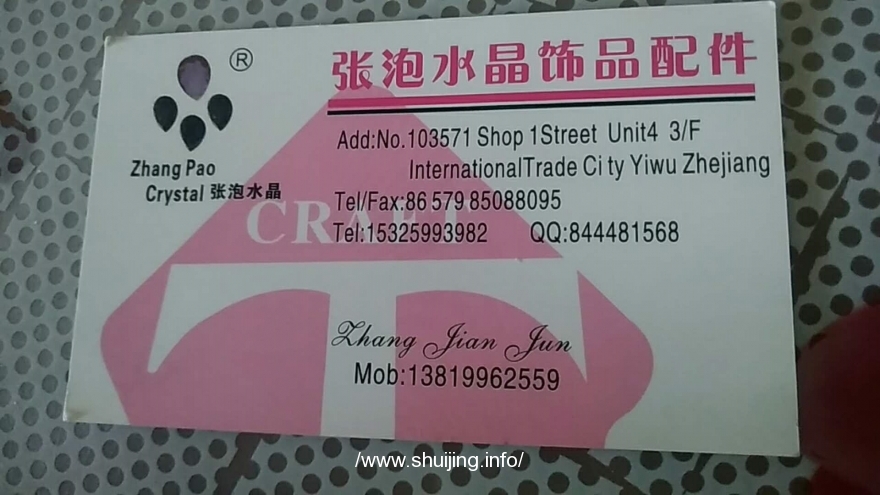 ®
张泡水晶饰品配件
Zhang Pao
Crystal 张泡水晶
Add:No.103571 Shop 1Street Unit4 3/F
InternationalTrade City Yiwu Zhejiang
Tel/Fax:86 579 85088095
CRAFT
Tel:15325993982 QQ:844481568
Zhang Jian Jun
Mob:13819962559
/www.shuijing.info/